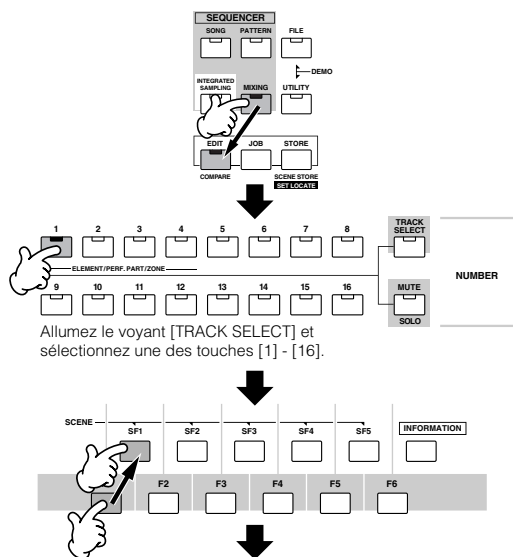 SEQUENCER
SONG PATTERN FILE
DEMO
INTEGRATED
SAMPLING MIXING UTILITY
EDIT JOB STORE
COMPARE SCENE STORE
SET LOCATE
1 2 3 4 5 6 7 8 TRACK
SELECT
ELEMENT/PERF. PART/ZONE
NUMBER
9 10 11 12 13 14 15 16 MUTE
SOLO
Allumez le voyant [TRACK SELECT] et
sélectionnez une des touches [1] - [16].
SCENE
SF1 SF2 SF3 SF4 SF5 INFORMATION
F2 F3 F4 F5 F6